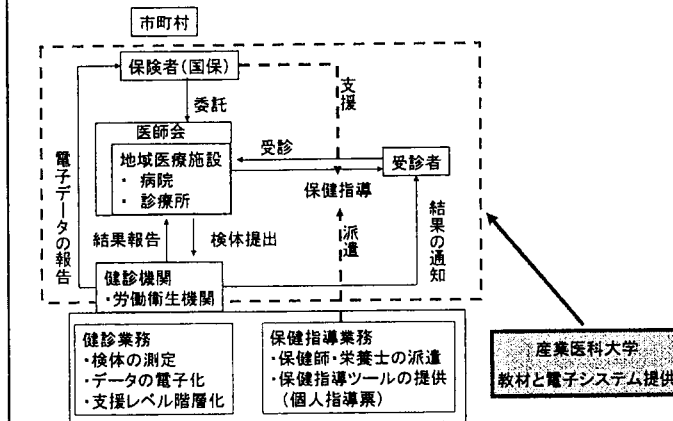 市町村
保険者(国保)
委託
支援
医師会
地域医療施設
・ 病院
・ 診療所
受診
受診者
保健指導
電子データの報告
結果報告
検体提出
派遣
結果の通知
健診機関
・労働衛生機関
健診業務
・検体の測定
・データの電子化
・支援レベル階層化
保健指導業務
・保健師・栄養士の派遣
・保健指導ツールの提供
(個人指導票)
産業医科大学
教材と電子システム提供